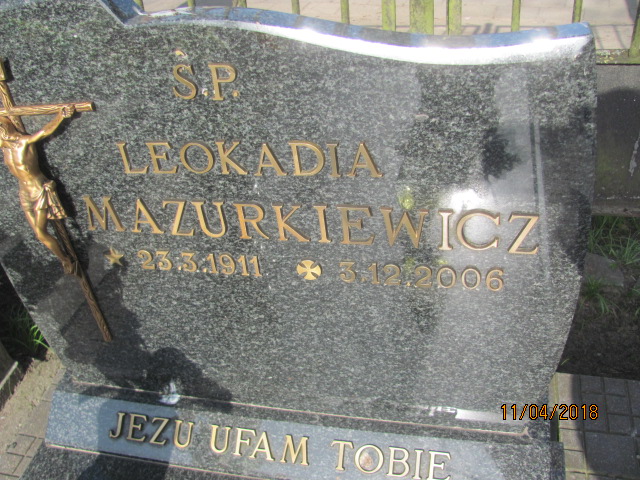 Ś.P.
LEOKADIA
MAZURKIEWICZ
23.3.1911 3.12.2006
JEZU UFAM TOBIE
11/04/2018